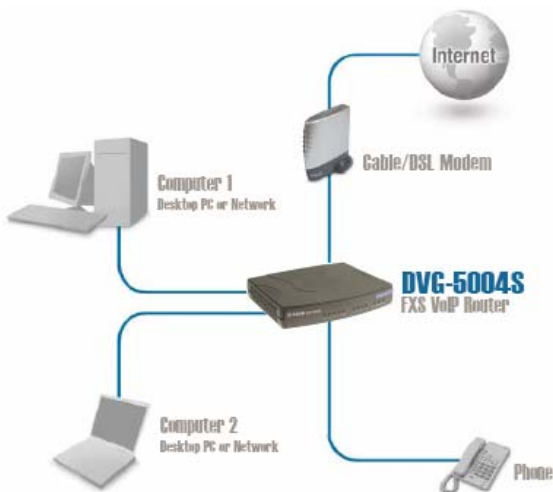 Internet
Cable/DSL Modem
Computer 1
Desktop PC or Network
DVG-5004S
FXS VoIP Router
Computer 2
Desktop PC or Network
Phone